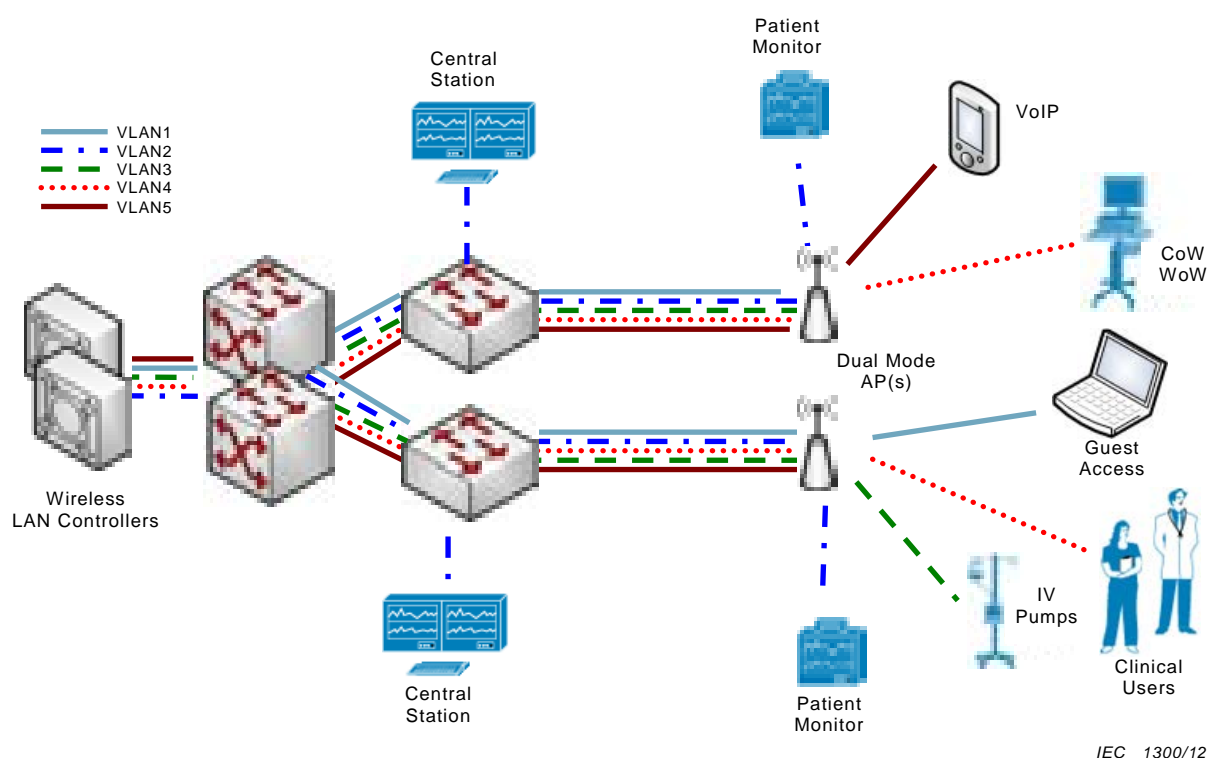 Patient
Monitor
Central
Station
VoIP
VLAN1
VLAN2
VLAN3
VLAN4
VLAN5
CoW
WoW
Dual Mode
AP(s)
Guest
Access
Wireless
LAN Controllers
IV
Pumps
Clinical
Users
Central
Station
Patient
Monitor
IEC 1300/12